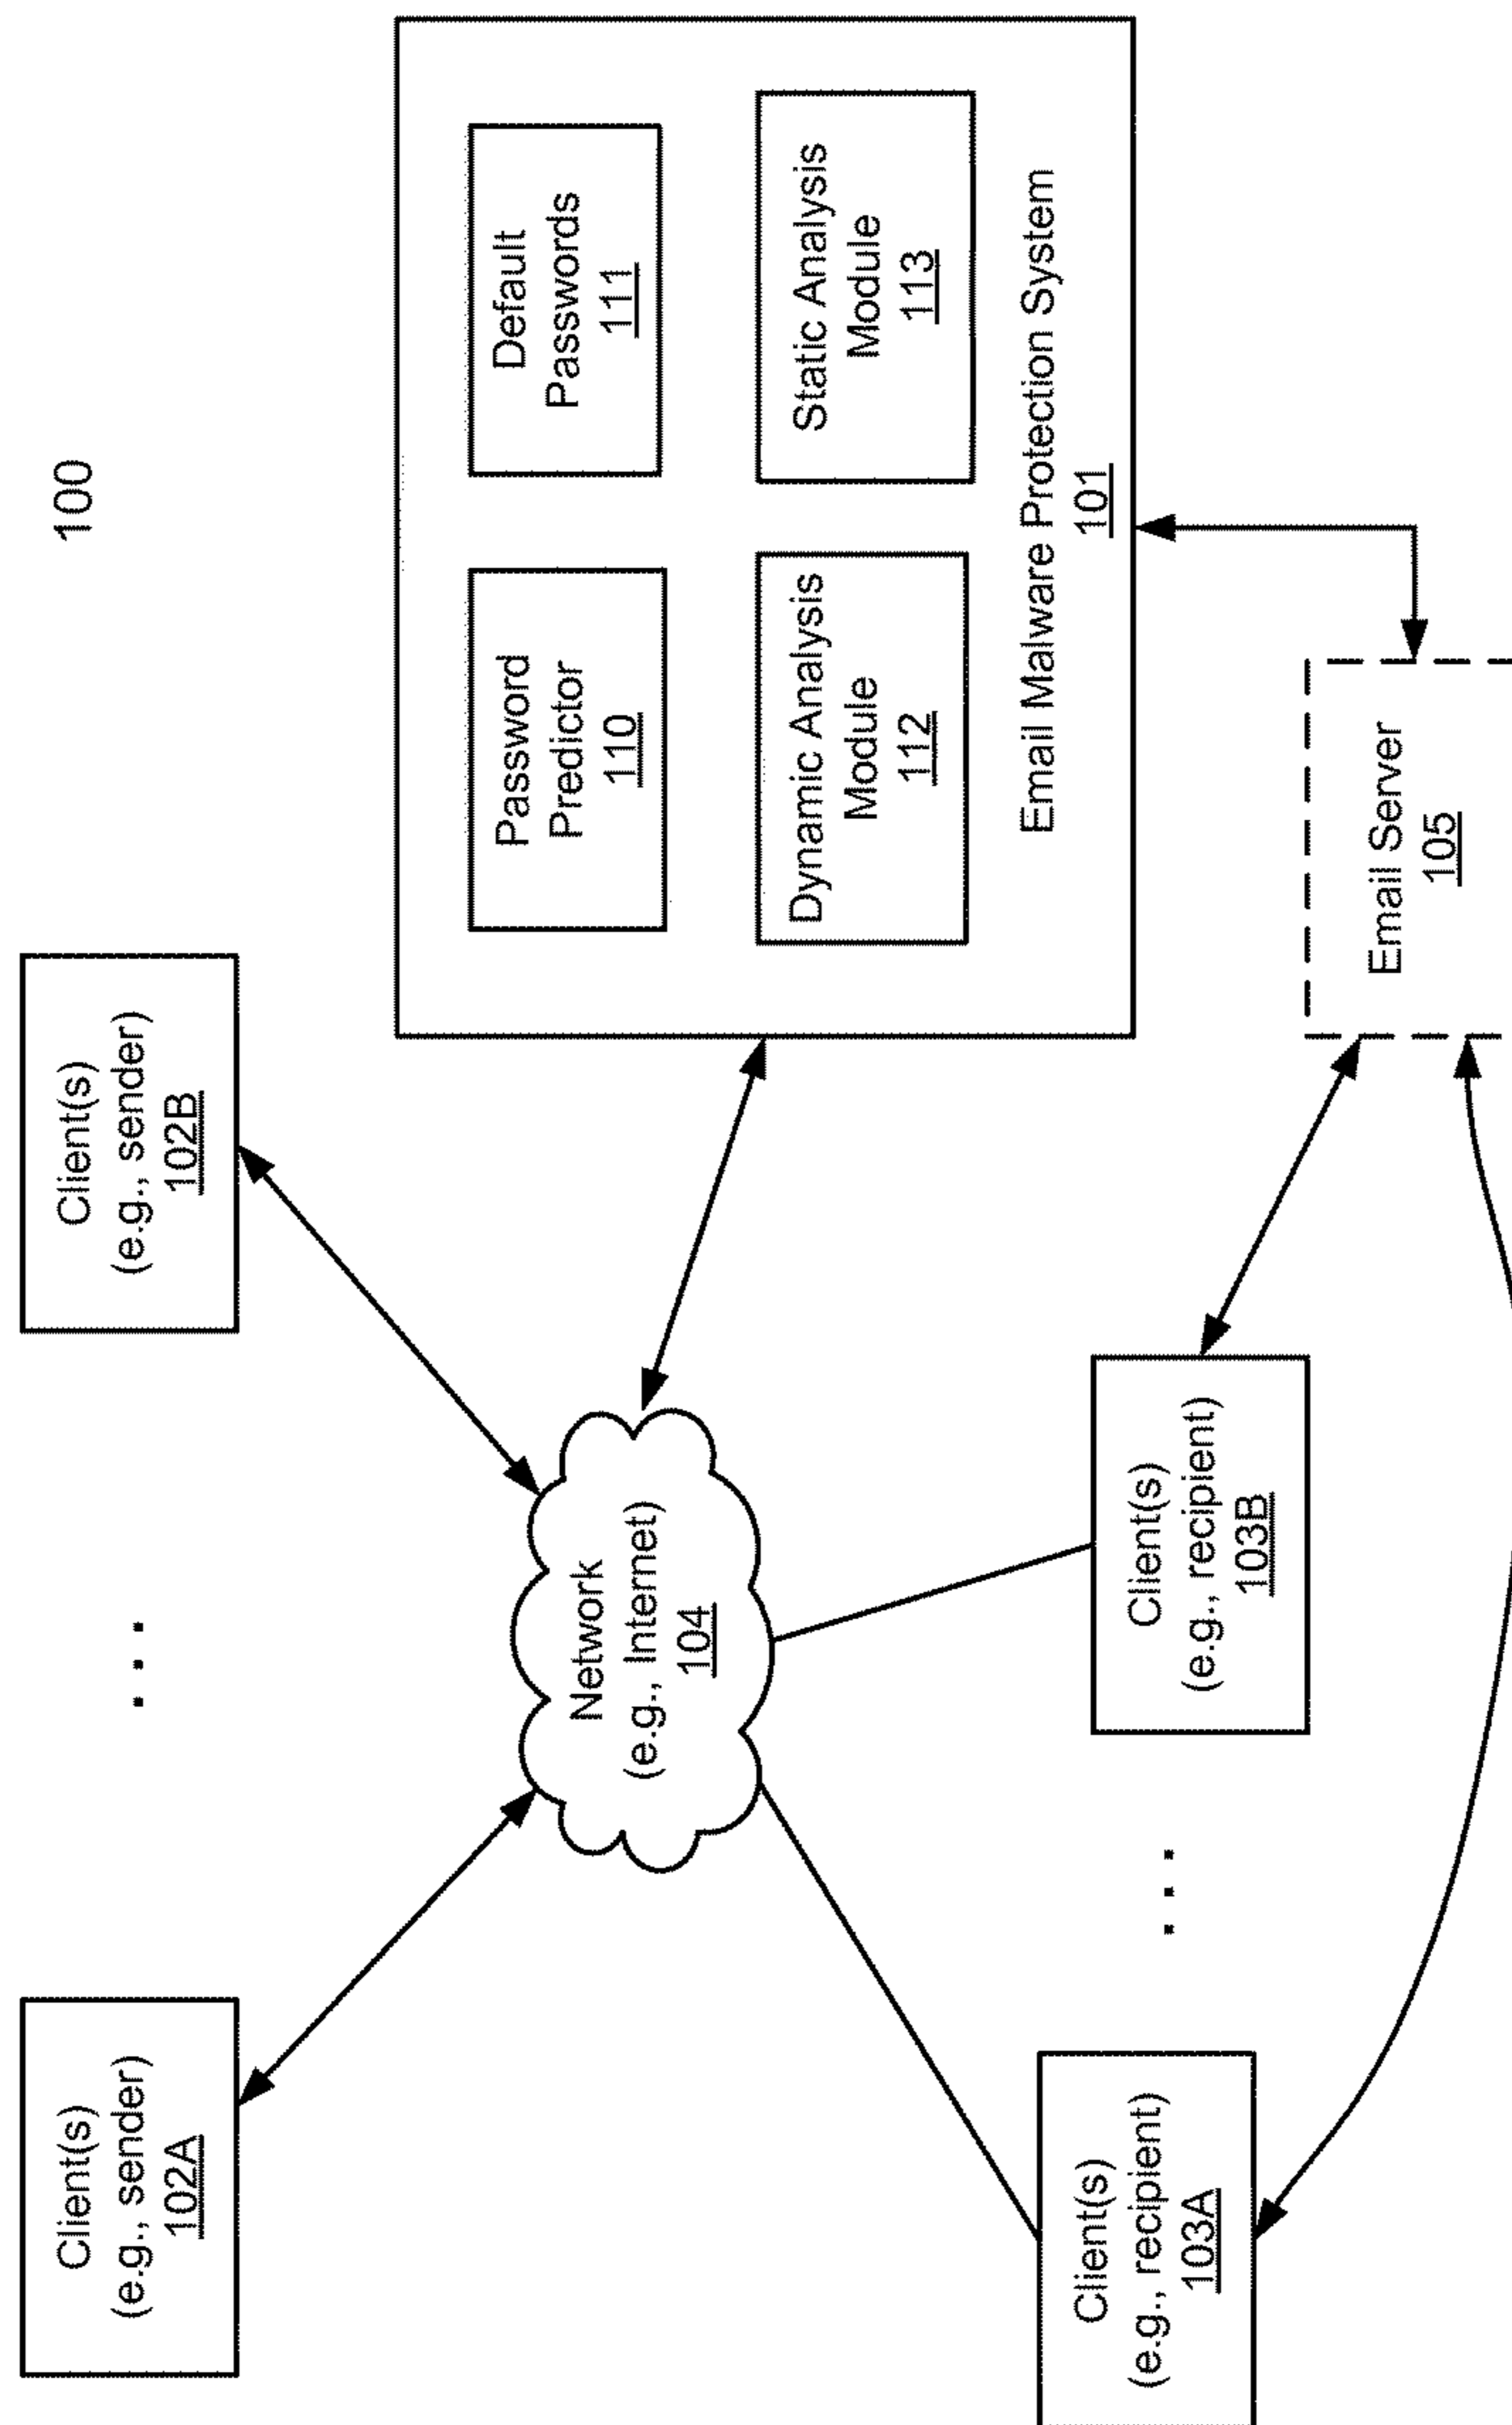 100
Client(s)
(e.g., sender)
102A
. . .
Client(s)
(e.g., sender)
102B
Network
(e.g., Internet)
104
Password
Predictor
110
Default
Passwords
111
Dynamic Analysis
Module
112
Static Analysis
Module
113
Email Malware Protection System
101
Client(s)
(e.g., recipient)
103A
. . .
Client(s)
(e.g., recipient)
103B
Email Server
105